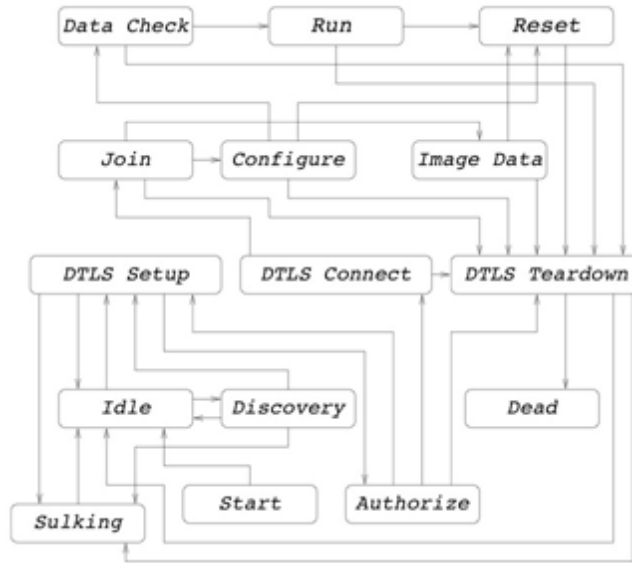 Data Check
Run
Reset
Join
Configure
Image Data
DTLS Setup
DTLS Connect
DTLS Teardown
Idle
Discovery
Dead
Sulking
Start
Authorize